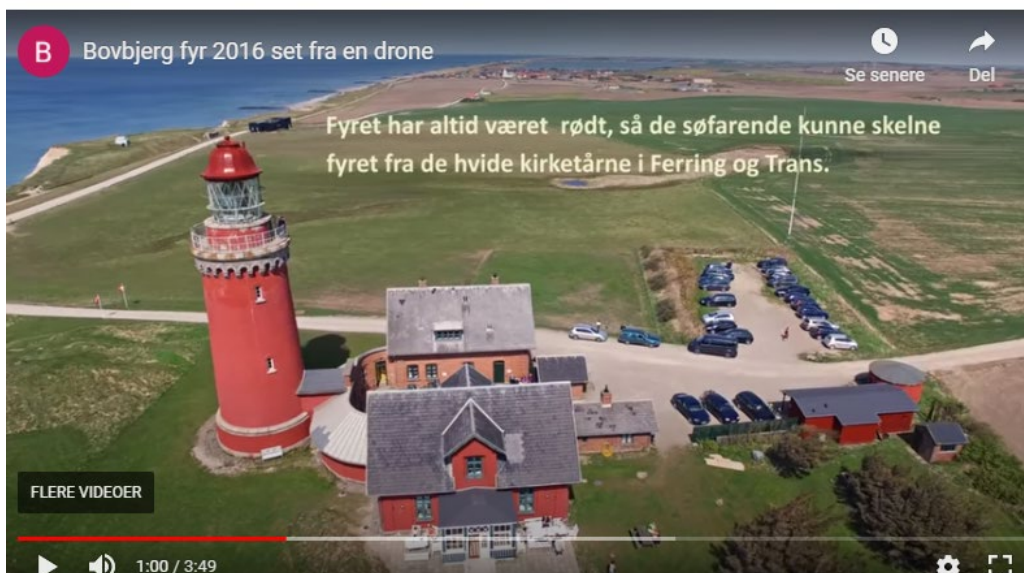 B
Bovbjerg fyr 2016 set fra en drone
Se senere
Del
Fyret har altid været rødt, så de søfarende kunne skelne
fyret fra de hvide kirketårne i Ferring og Trans.
FLERE VIDEOER
1:00 / 3:49